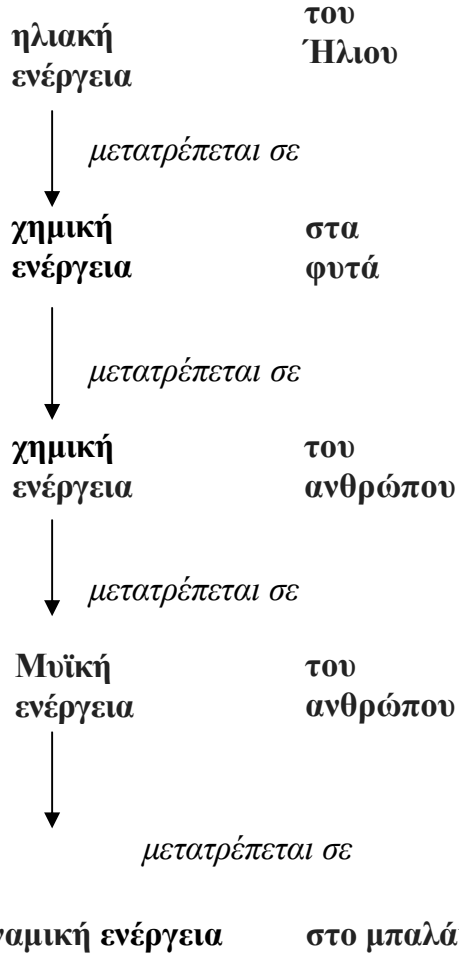 ηλιακή ενέργεια του Ήλιου
μετατρέπεται σε
χημική ενέργεια στα φυτά
μετατρέπεται σε
χημική ενέργεια του ανθρώπου
μετατρέπεται σε
Μυϊκή ενέργεια του ανθρώπου
μετατρέπεται σε
ναμική ενέργεια στο μπαλά